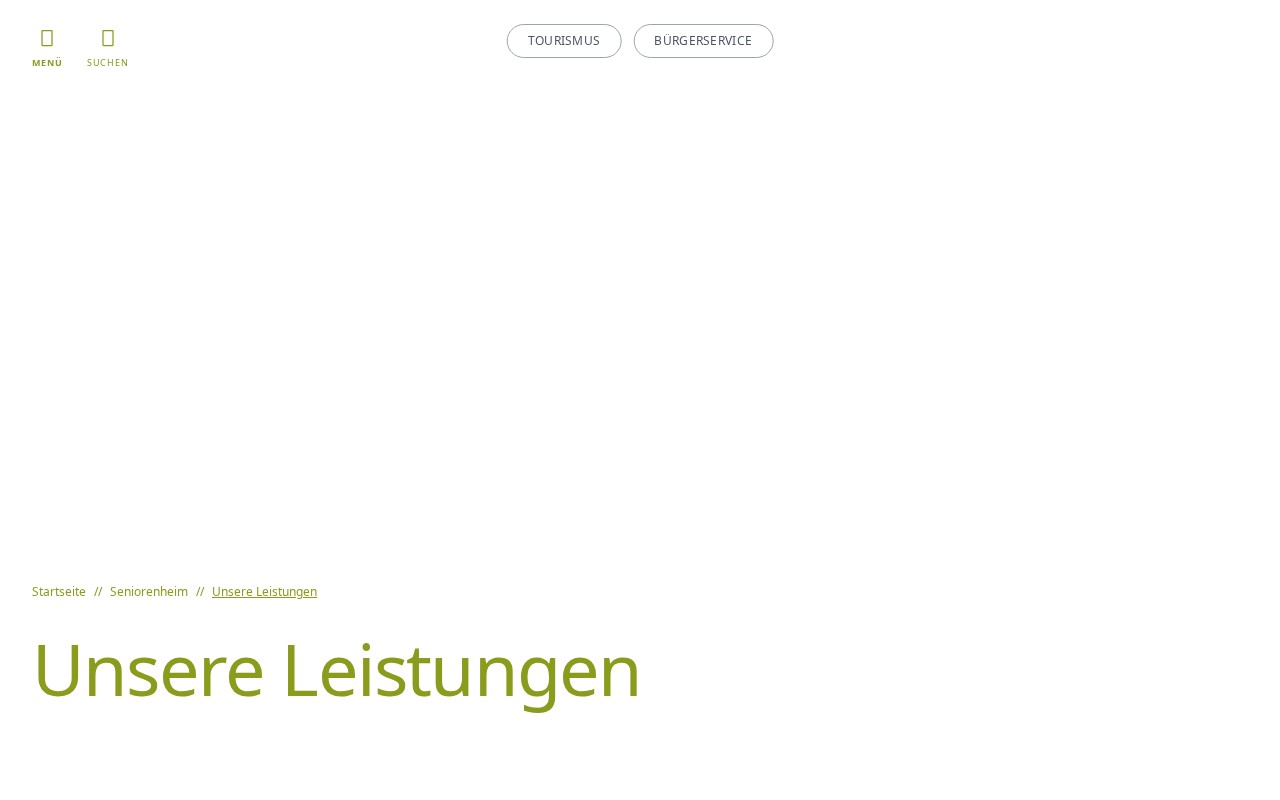 MENÜ
SUCHEN
TOURISMUS
BÜRGERSERVICE
Startseite // Seniorenheim // Unsere Leistungen
Unsere Leistungen